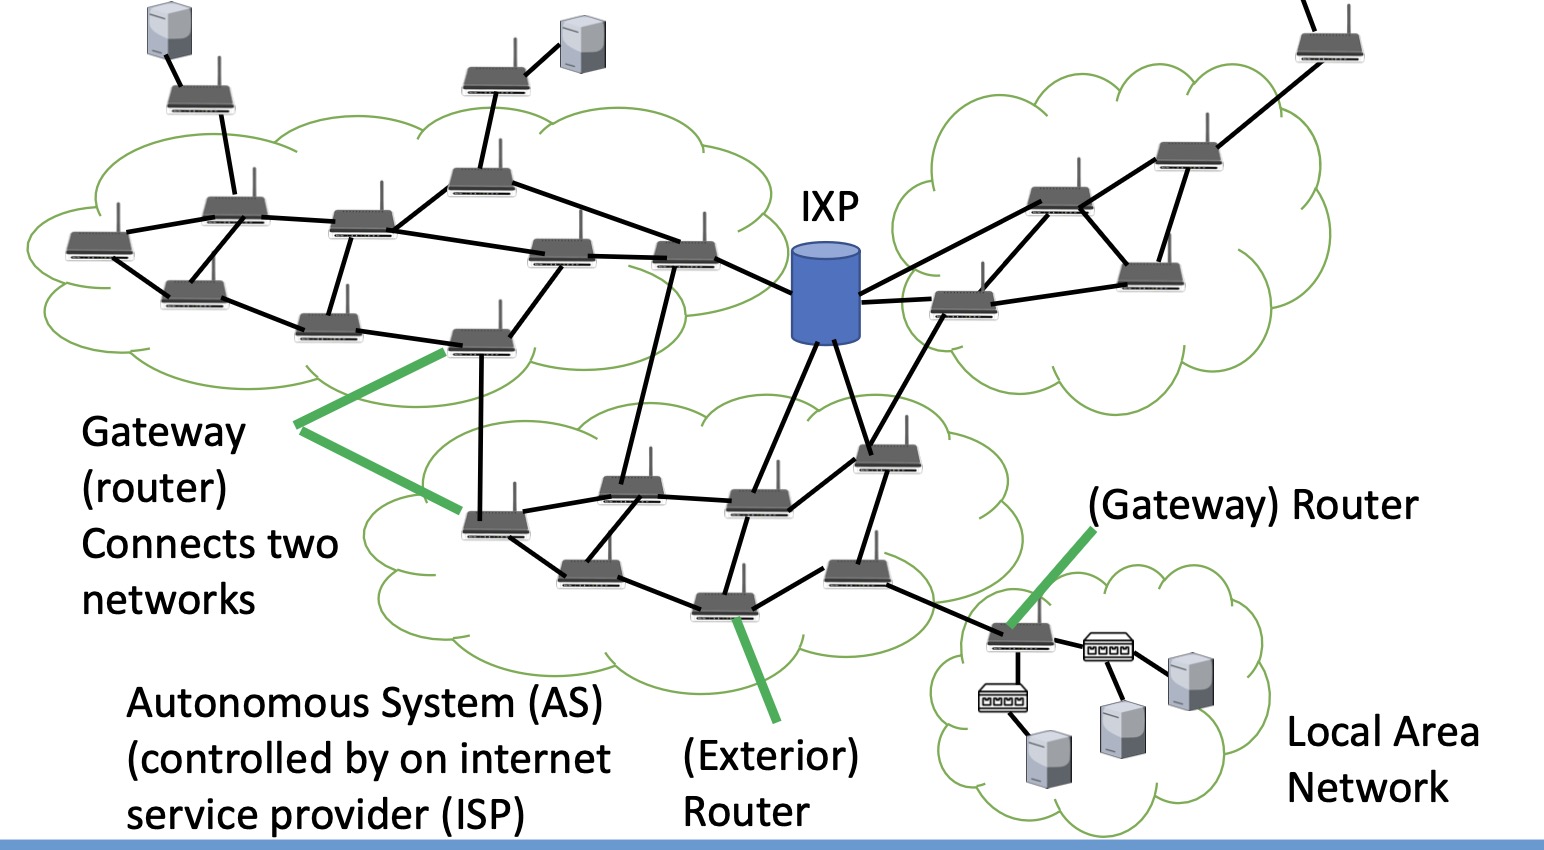 IXP
Gateway
(router)
Connects two
networks
(Gateway) Router
Autonomous System (AS)
(controlled by on internet
service provider (ISP)
(Exterior)
Router
Local Area
Network